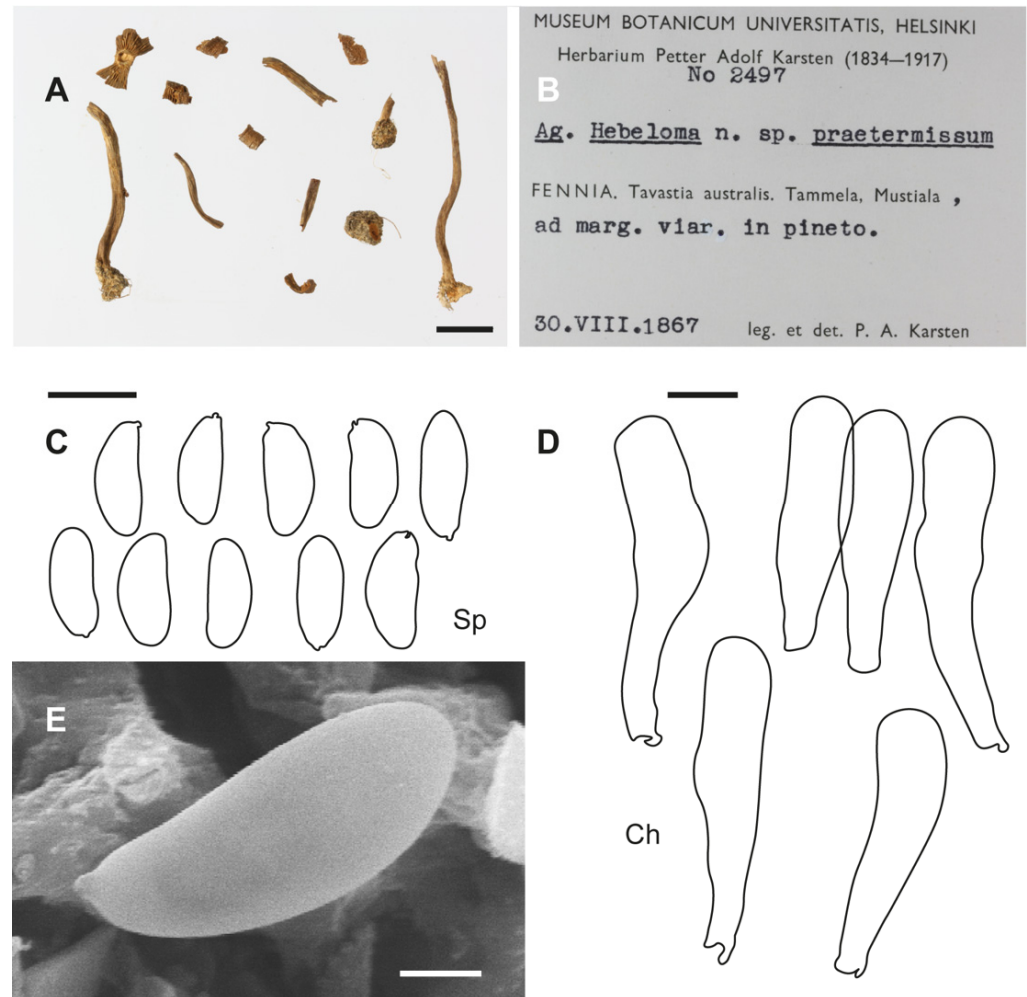 A
MUSEUM BOTANICUM UNIVERSITATIS, HELSINKI
Herbarium Petter Adolf Karsten (1834—1917)
No 2497
B
Ag. Hebeloma n. sp. praetermissum
FENNIA. Tavastia australis. Tammela, Mustiala ,
ad marg. viar. in pineto.
30.VIII.1867 leg. et det. P. A. Karsten
C
D
Sp
E
Ch